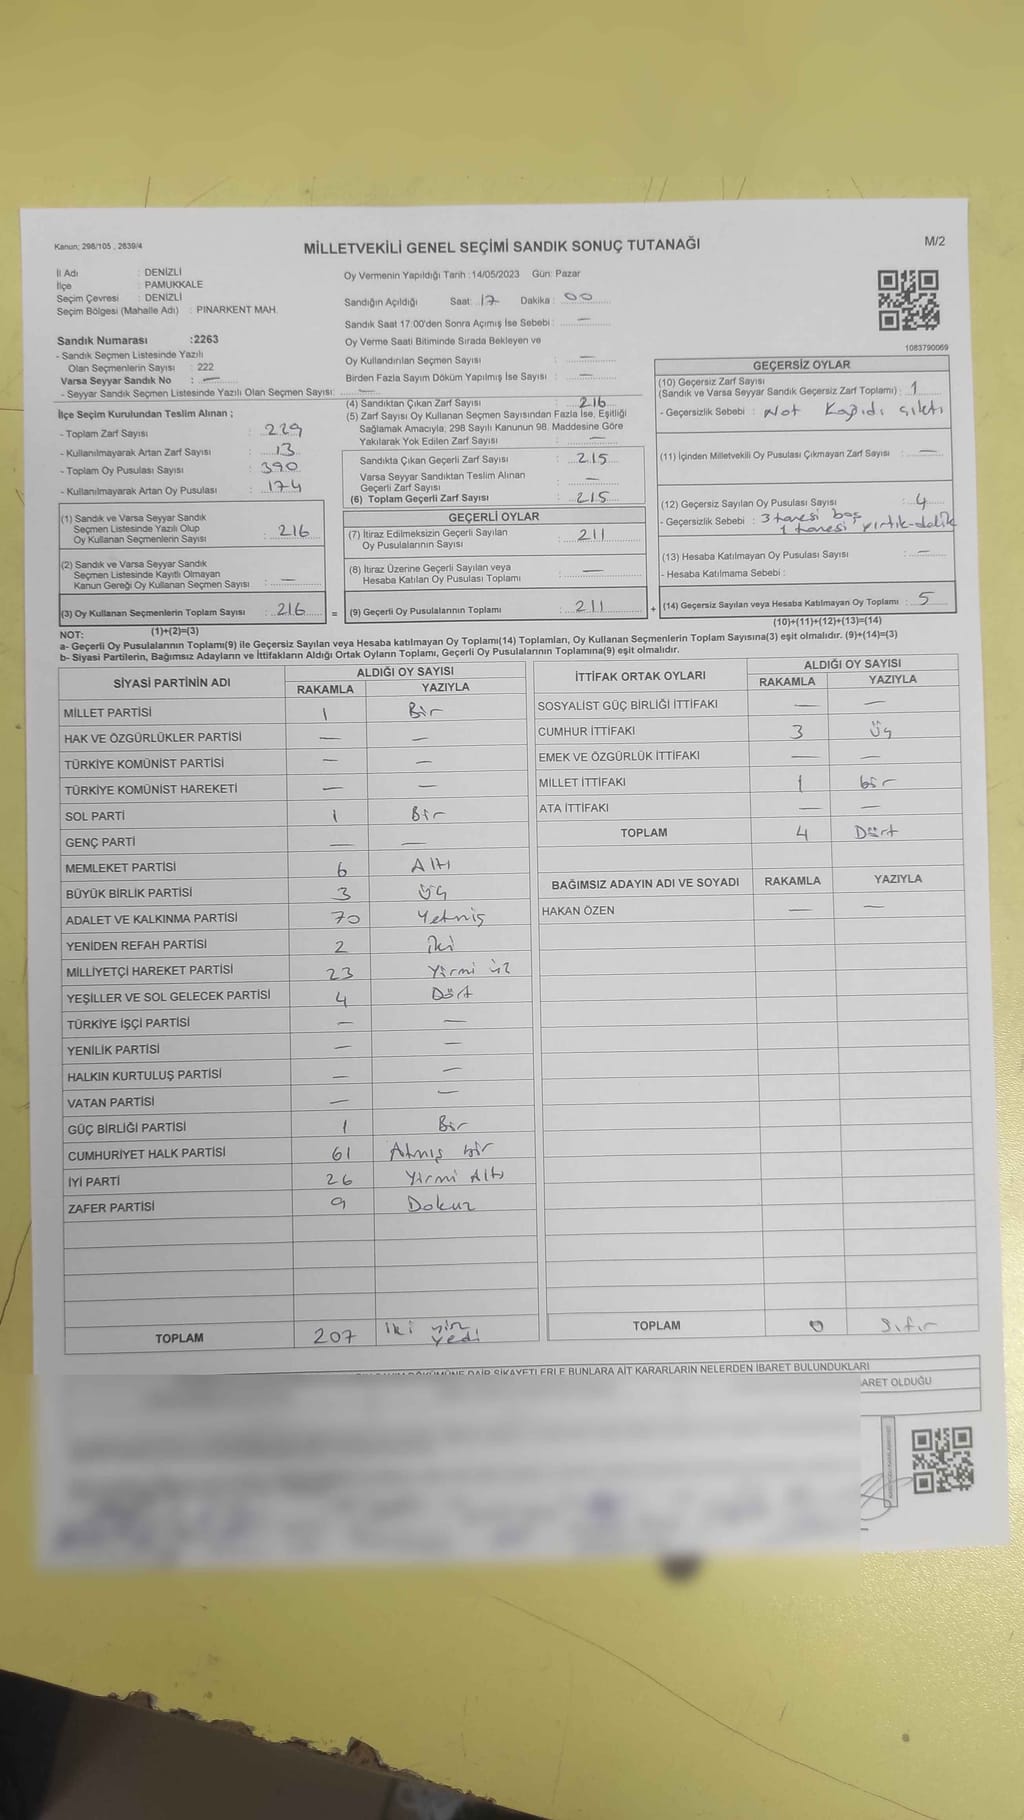 Kanun: 298/105 , 2839/4
MİLLETVEKİLİ GENEL SEÇİMİ SANDIK SONUÇ TUTANAĞI
M/2
İl Adı : DENİZLİ
İlçe : PAMUKKALE
Seçim Çevresi : DENİZLİ
Seçim Bölgesi (Mahalle Adı) : PINARKENT MAH.
Sandık Numarası :2263
- Sandık Seçmen Listesinde Yazılı
Olan Seçmenlerin Sayısı : 222
Varsa Seyyar Sandık No : —
- Seyyar Sandık Seçmen Listesinde Yazılı Olan Seçmen Sayısı: —
Oy Vermenin Yapıldığı Tarih :14/05/2023 Gün: Pazar
Sandığın Açıldığı Saat: 17 Dakika : 00
Sandık Saat 17.00'den Sonra Açımış İse Sebebi : —
Oy Verme Saati Bitiminde Sırada Bekleyen ve
Oy Kullandırılan Seçmen Sayısı : —
Birden Fazla Sayım Döküm Yapılmış İse Sayısı : —
1083790069
İlçe Seçim Kurulundan Teslim Alınan ;
- Toplam Zarf Sayısı : 229
- Kullanılmayarak Artan Zarf Sayısı : 13
- Toplam Oy Pusulası Sayısı : 390
- Kullanılmayarak Artan Oy Pusulası : 174
(1) Sandık ve Varsa Seyyar Sandık
Seçmen Listesinde Yazılı Olup
Oy Kullanan Seçmenlerin Sayısı : 216
(2) Sandık ve Varsa Seyyar Sandık
Seçmen Listesinde Kayıtlı Olmayan
Kanun Gereği Oy Kullanan Seçmen Sayısı : —
(3) Oy Kullanan Seçmenlerin Toplam Sayısı : 216 =
(1)+(2)=(3)
(4) Sandıktan Çıkan Zarf Sayısı : 216
(5) Zarf Sayısı Oy Kullanan Seçmen Sayısından Fazla İse, Eşitliği
Sağlamak Amacıyla; 298 Sayılı Kanunun 98. Maddesine Göre
Yakılarak Yok Edilen Zarf Sayısı : —
Sandıkta Çıkan Geçerli Zarf Sayısı : 215
Varsa Seyyar Sandıktan Teslim Alınan
Geçerli Zarf Sayısı : —
(6) Toplam Geçerli Zarf Sayısı : 215
GEÇERLİ OYLAR
(7) İtiraz Edilmeksizin Geçerli Sayılan
Oy Pusulalarının Sayısı : 211
(8) İtiraz Üzerine Geçerli Sayılan veya
Hesaba Katılan Oy Pusulası Toplamı : —
(9) Geçerli Oy Pusulalarının Toplamı : 211 +
GEÇERSİZ OYLAR
(10) Geçersiz Zarf Sayısı
(Sandık ve Varsa Seyyar Sandık Geçersiz Zarf Toplamı) : 1
- Geçersizlik Sebebi : Not Kağıdı çıktı
(11) İçinden Milletvekili Oy Pusulası Çıkmayan Zarf Sayısı : —
(12) Geçersiz Sayılan Oy Pusulası Sayısı : 4
- Geçersizlik Sebebi : 3 tanesi boş
1 tanesi yırtık-delik
(13) Hesaba Katılmayan Oy Pusulası Sayısı : —
- Hesaba Katılmama Sebebi :
(14) Geçersiz Sayılan veya Hesaba Katılmayan Oy Toplamı : 5
(10)+(11)+(12)+(13)=(14)
NOT:
a- Geçerli Oy Pusulalarının Toplamı(9) ile Geçersiz Sayılan veya Hesaba katılmayan Oy Toplamı(14) Toplamları, Oy Kullanan Seçmenlerin Toplam Sayısına(3) eşit olmalıdır. (9)+(14)=(3)
b- Siyasi Partilerin, Bağımsız Adayların ve İttifakların Aldığı Ortak Oyların Toplamı, Geçerli Oy Pusulalarının Toplamına(9) eşit olmalıdır.
SİYASİ PARTİNİN ADI ALDIĞI OY SAYISI
RAKAMLA YAZIYLA
MİLLET PARTİSİ 1 Bir
HAK VE ÖZGÜRLÜKLER PARTİSİ — —
TÜRKİYE KOMÜNİST PARTİSİ — —
TÜRKİYE KOMÜNİST HAREKETİ — —
SOL PARTİ 1 Bir
GENÇ PARTİ — —
MEMLEKET PARTİSİ 6 Altı
BÜYÜK BİRLİK PARTİSİ 3 Üç
ADALET VE KALKINMA PARTİSİ 70 Yetmiş
YENİDEN REFAH PARTİSİ 2 İki
MİLLİYETÇİ HAREKET PARTİSİ 23 Yirmi üç
YEŞİLLER VE SOL GELECEK PARTİSİ 4 Dört
TÜRKİYE İŞÇİ PARTİSİ — —
YENİLİK PARTİSİ — —
HALKIN KURTULUŞ PARTİSİ — —
VATAN PARTİSİ — —
GÜÇ BİRLİĞİ PARTİSİ 1 Bir
CUMHURİYET HALK PARTİSİ 61 Atmış bir
İYİ PARTİ 26 Yirmi Altı
ZAFER PARTİSİ 9 Dokuz
TOPLAM 207 İki yüz
yedi
İTTİFAK ORTAK OYLARI ALDIĞI OY SAYISI
RAKAMLA YAZIYLA
SOSYALİST GÜÇ BİRLİĞİ İTTİFAKI — —
CUMHUR İTTİFAKI 3 Üç
EMEK VE ÖZGÜRLÜK İTTİFAKI — —
MİLLET İTTİFAKI 1 bir
ATA İTTİFAKI — —
TOPLAM 4 Dört
BAĞIMSIZ ADAYIN ADI VE SOYADI RAKAMLA YAZIYLA
HAKAN ÖZEN — —
TOPLAM 0 Sıfır
DAİR ŞİKAYETLERLE BUNLARA AİT KARARLARIN NELERDEN İBARET BULUNDUKLARI
ARET OLDUĞU